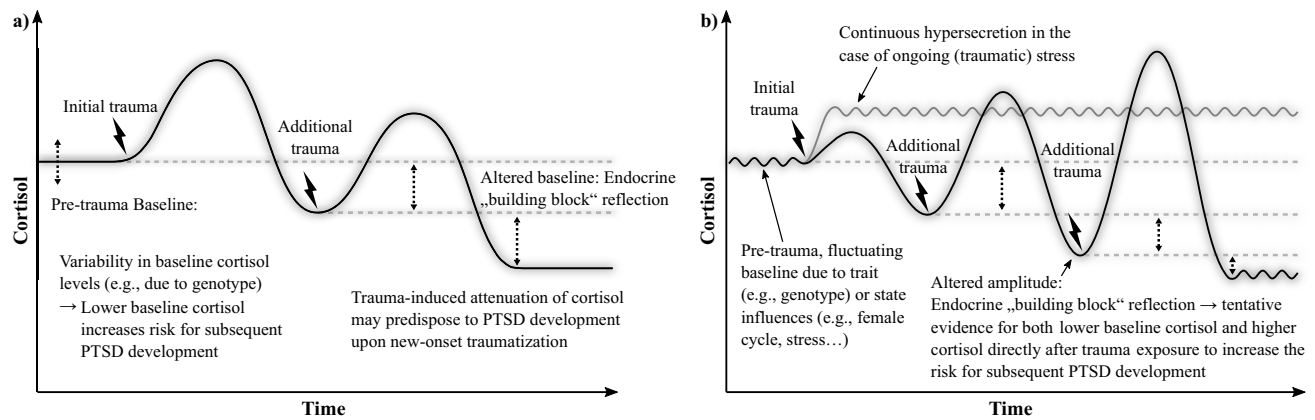 a)
Cortisol
Initial trauma
Additional
trauma
Pre-trauma Baseline:
Altered baseline: Endocrine
„building block“ reflection
Variability in baseline cortisol
levels (e.g., due to genotype)
→ Lower baseline cortisol
increases risk for subsequent
PTSD development
Trauma-induced attenuation of cortisol
may predispose to PTSD development
upon new-onset traumatization
Time
b)
Cortisol
Continuous hypersecretion in the
case of ongoing (traumatic) stress
Initial
trauma
Additional
trauma
Additional
trauma
Pre-trauma, fluctuating
baseline due to trait
(e.g., genotype) or state
influences (e.g., female
cycle, stress…)
Altered amplitude:
Endocrine „building block“ reflection → tentative
evidence for both lower baseline cortisol and higher
cortisol directly after trauma exposure to increase the
risk for subsequent PTSD development
Time